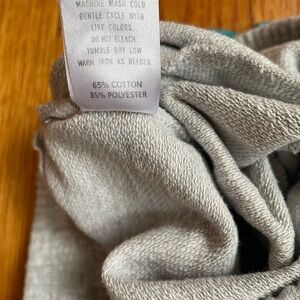 MACHINE WASH COLD
GENTLE CYCLE WITH
LIKE COLORS.
DO NOT BLEACH
TUMBLE DRY LOW
WARM IRON AS NEEDED
65% COTTON
35% POLYESTER